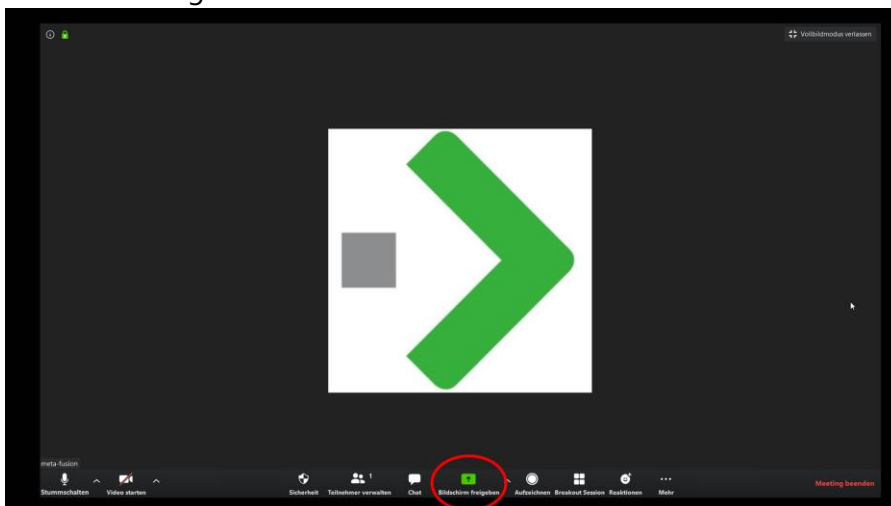 Vollbildmodus verlassen
meta-fusion
1
Stummschalten Video starten Sicherheit Teilnehmer verwalten Chat Bildschirm freigeben Aufzeichnen Breakout Session Reaktionen Mehr Meeting beenden